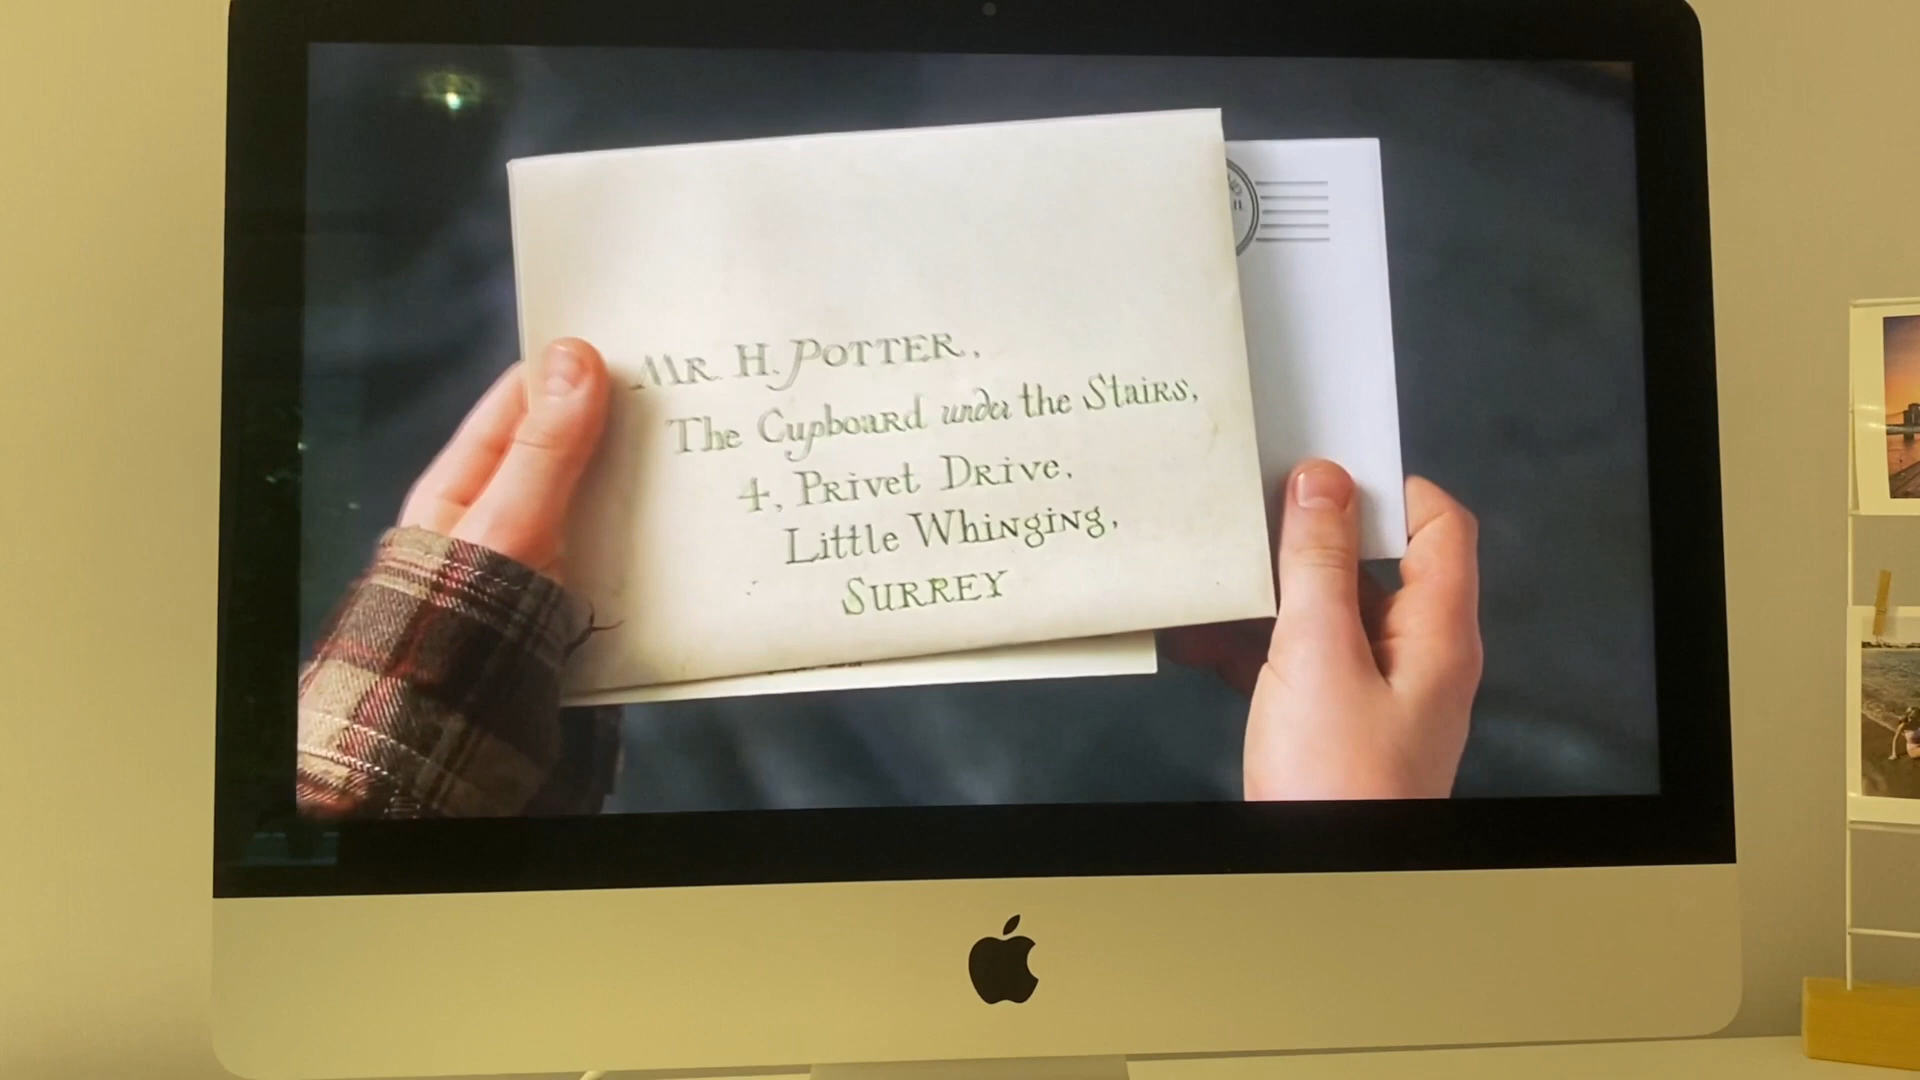 Mr. H. Potter,
The Cupboard under the Stairs,
4, Privet Drive,
Little Whinging,
SURREY